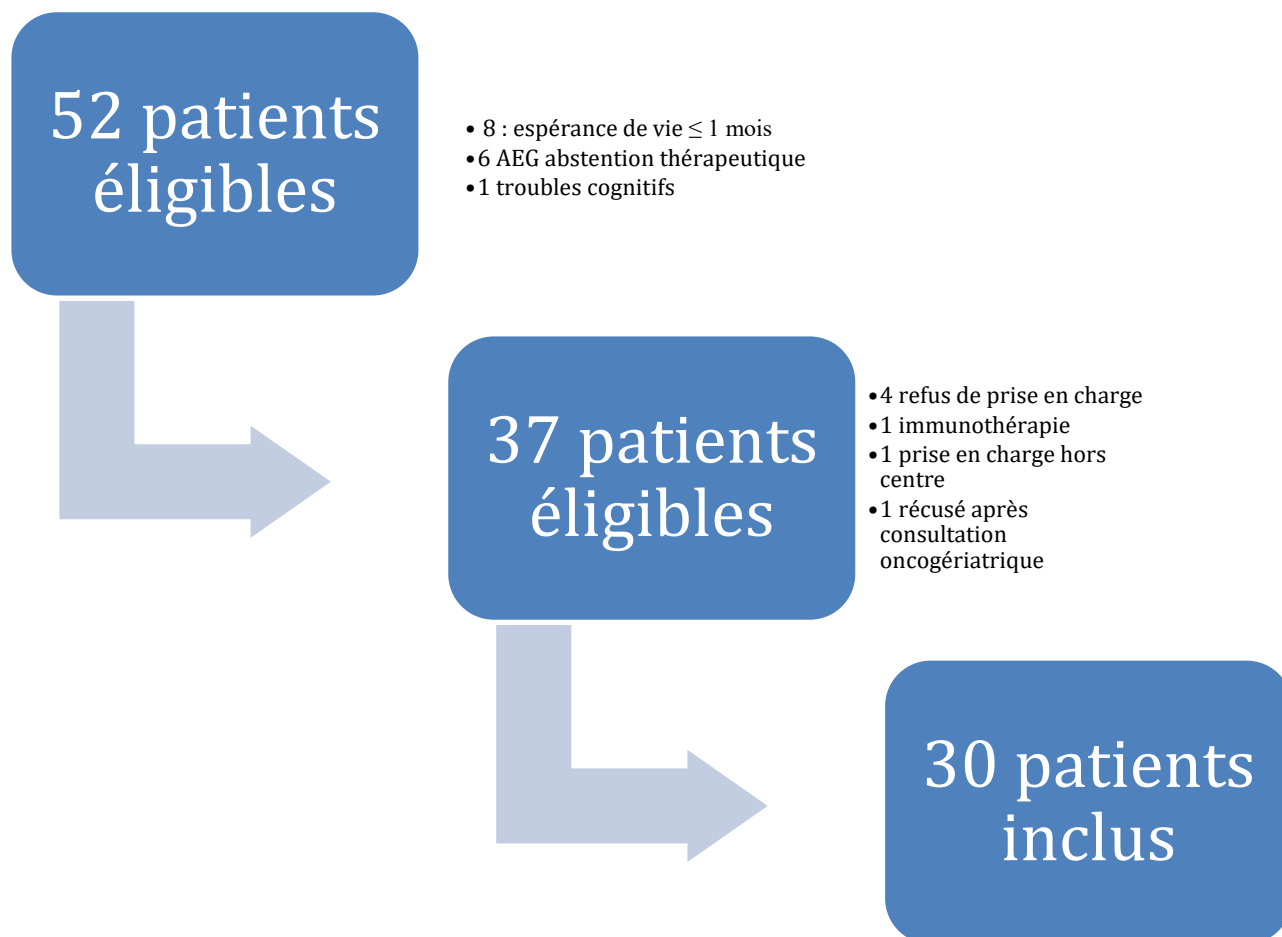 52 patients
éligibles
• 8 : espérance de vie ≤ 1 mois
•6 AEG abstention thérapeutique
•1 troubles cognitifs
37 patients
éligibles
•4 refus de prise en charge
•1 immunothérapie
•1 prise en charge hors
centre
•1 récusé après
consultation
oncogériatrique
30 patients
inclus